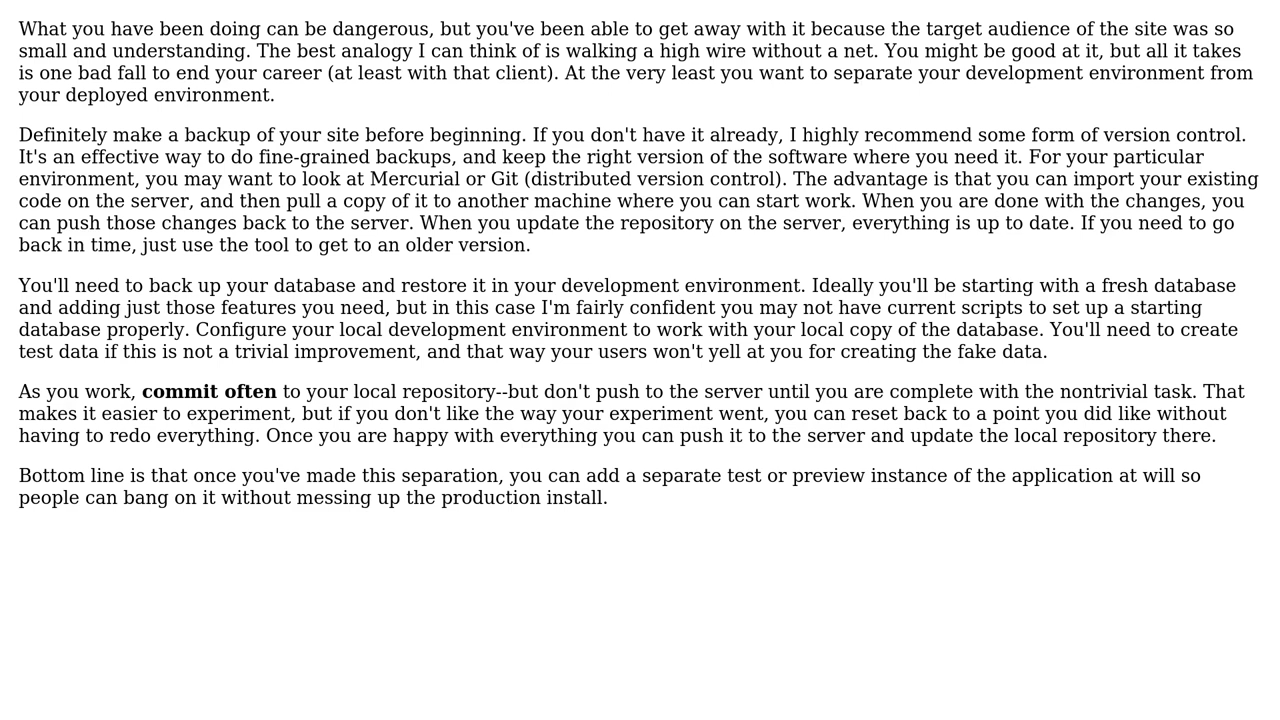 What you have been doing can be dangerous, but you've been able to get away with it because the target audience of the site was so
small and understanding. The best analogy I can think of is walking a high wire without a net. You might be good at it, but all it takes
is one bad fall to end your career (at least with that client). At the very least you want to separate your development environment from
your deployed environment.
Definitely make a backup of your site before beginning. If you don't have it already, I highly recommend some form of version control.
It's an effective way to do fine-grained backups, and keep the right version of the software where you need it. For your particular
environment, you may want to look at Mercurial or Git (distributed version control). The advantage is that you can import your existing
code on the server, and then pull a copy of it to another machine where you can start work. When you are done with the changes, you
can push those changes back to the server. When you update the repository on the server, everything is up to date. If you need to go
back in time, just use the tool to get to an older version.
You'll need to back up your database and restore it in your development environment. Ideally you'll be starting with a fresh database
and adding just those features you need, but in this case I'm fairly confident you may not have current scripts to set up a starting
database properly. Configure your local development environment to work with your local copy of the database. You'll need to create
test data if this is not a trivial improvement, and that way your users won't yell at you for creating the fake data.
As you work, commit often to your local repository--but don't push to the server until you are complete with the nontrivial task. That
makes it easier to experiment, but if you don't like the way your experiment went, you can reset back to a point you did like without
having to redo everything. Once you are happy with everything you can push it to the server and update the local repository there.
Bottom line is that once you've made this separation, you can add a separate test or preview instance of the application at will so
people can bang on it without messing up the production install.